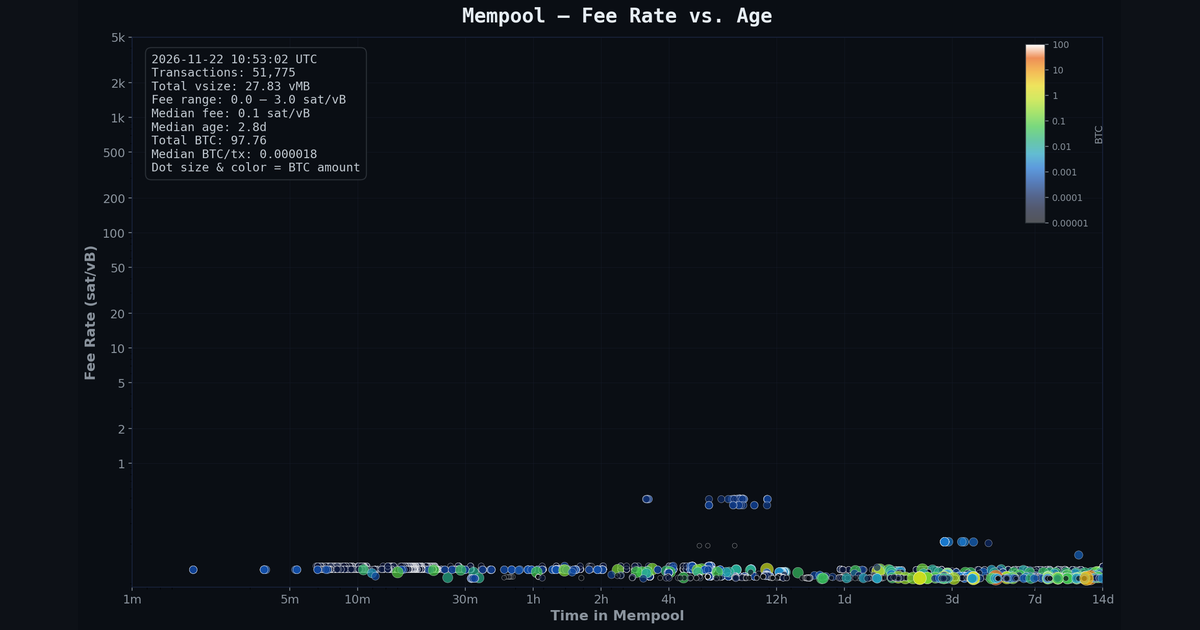 Mempool — Fee Rate vs. Age
2026-11-22 10:53:02 UTC
Transactions: 51,775
Total vsize: 27.83 vMB
Fee range: 0.0 – 3.0 sat/vB
Median fee: 0.1 sat/vB
Median age: 2.8d
Total BTC: 97.76
Median BTC/tx: 0.000018
Dot size & color = BTC amount
100
10
1
0.1
0.01
0.001
0.0001
0.00001
BTC
5k
2k
1k
500
200
100
50
20
10
5
2
1
Fee Rate (sat/vB)
1m 5m 10m 30m 1h 2h 4h 12h 1d 3d 7d 14d
Time in Mempool